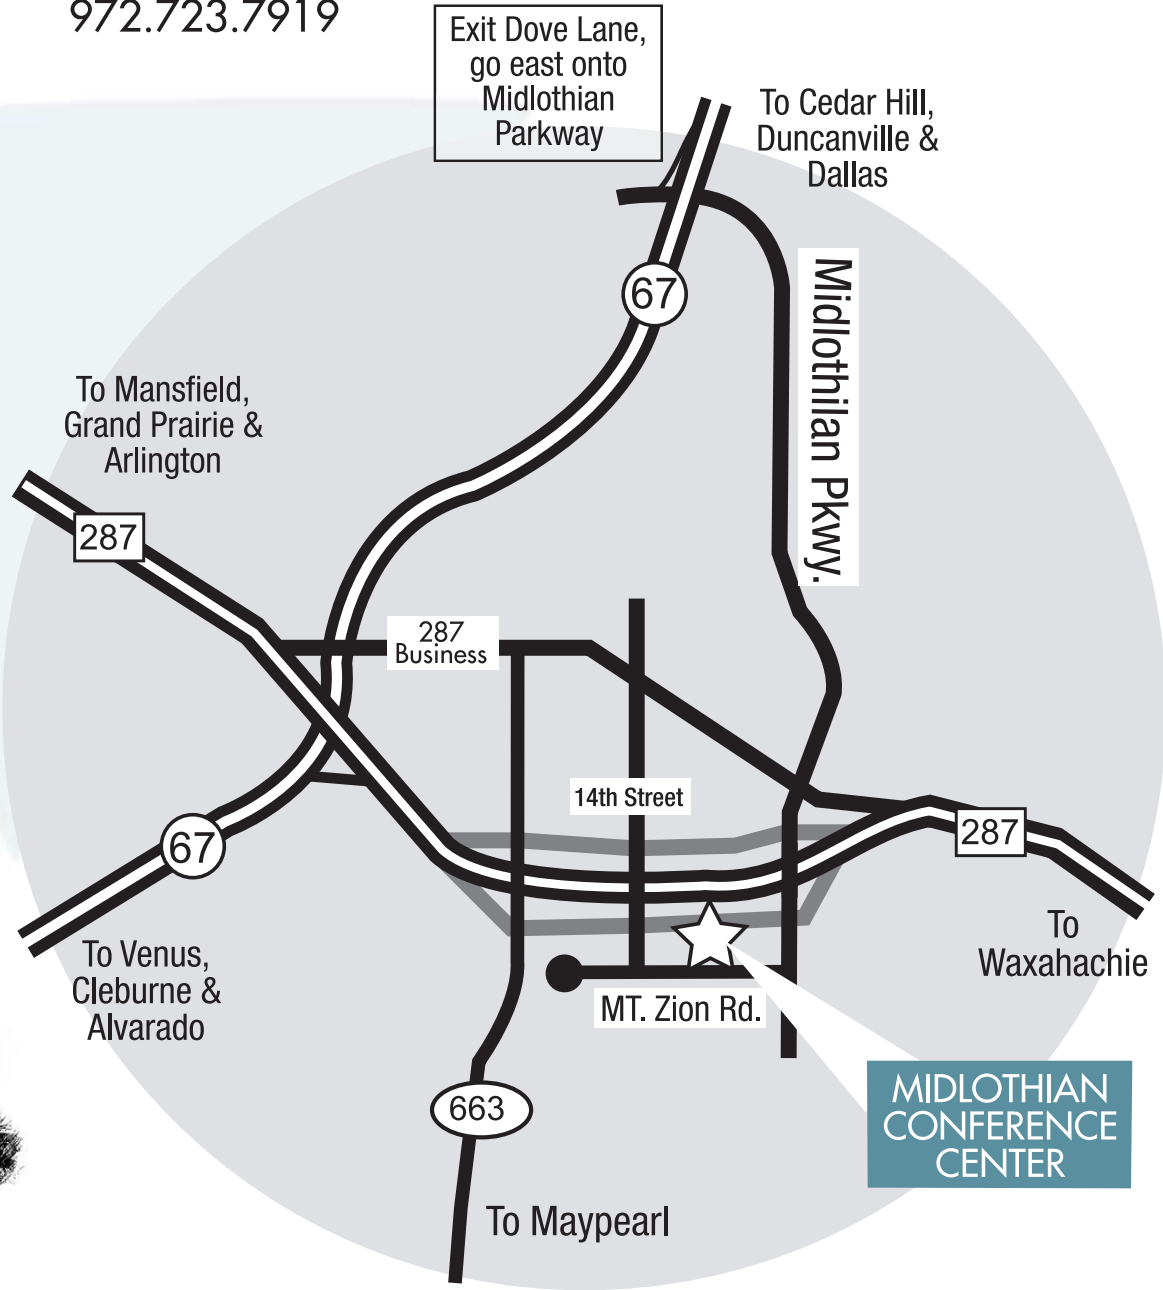 972.723.7919
Exit Dove Lane,
go east onto
Midlothian
Parkway
To Cedar Hill,
Duncanville &
Dallas
67
Midlothilan Pkwy.
To Mansfield,
Grand Prairie &
Arlington
287
287
Business
14th Street
67
287
To
Waxahachie
To Venus,
Cleburne &
Alvarado
MT. Zion Rd.
MIDLOTHIAN
CONFERENCE
CENTER
663
To Maypearl